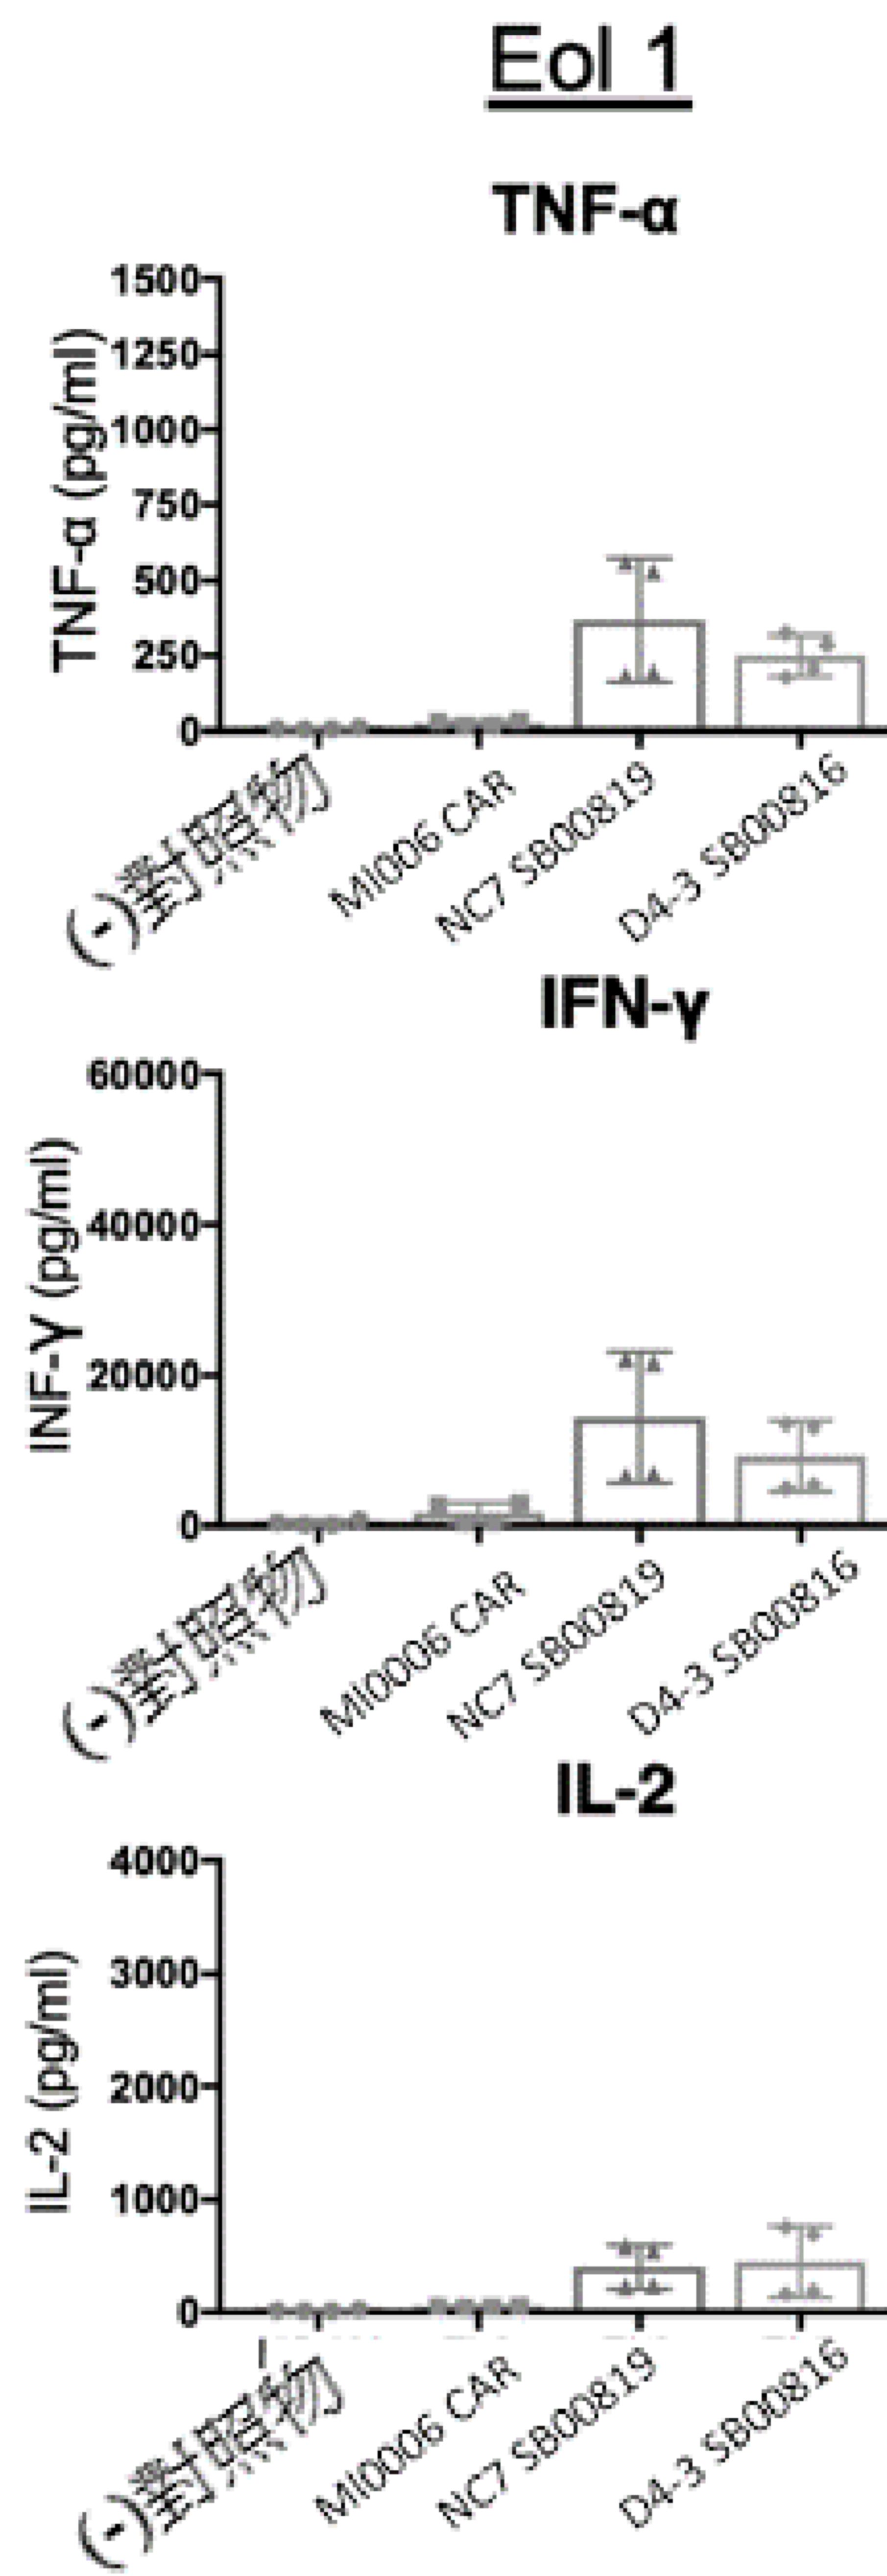 Eol 1
TNF-α
TNF-α (pg/ml)
1500
1250
1000
750
500
250
0
(-)對照物
MI006 CAR
NC7 SB00819
D4-3 SB00816
IFN-γ
INF-γ (pg/ml)
60000
40000
20000
0
(-)對照物
MI0006 CAR
NC7 SB00819
D4-3 SB00816
IL-2
IL-2 (pg/ml)
4000
3000
2000
1000
0
(-)對照物
MI0006 CAR
NC7 SB00819
D4-3 SB00816